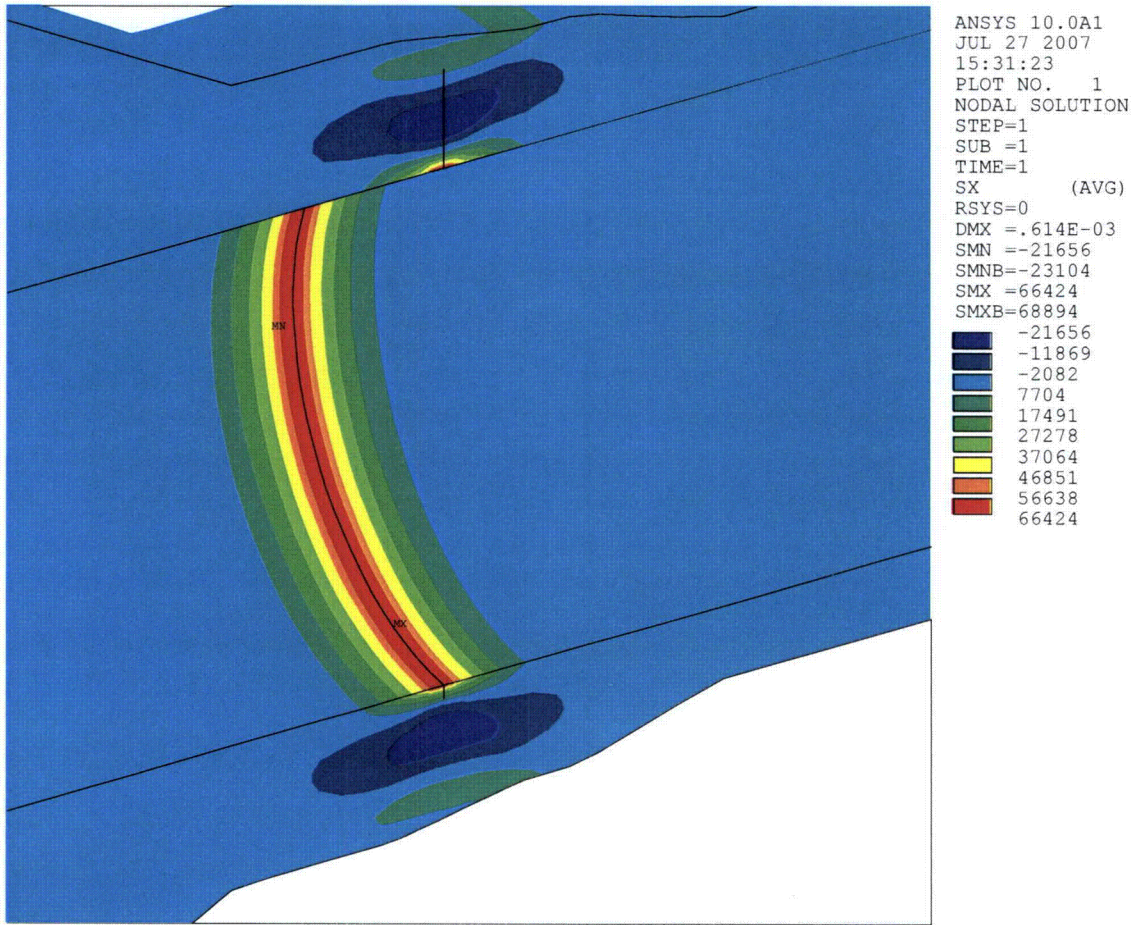 ANSYS 10.0A1
JUL 27 2007
15:31:23
PLOT NO. 1
NODAL SOLUTION
STEP=1
SUB =1
TIME=1
SX (AVG)
RSYS=0
DMX =.614E-03
SMN =-21656
SMNB=-23104
SMX =66424
SMXB=68894
-21656
-11869
-2082
7704
17491
27278
37064
46851
56638
66424
MN
MX